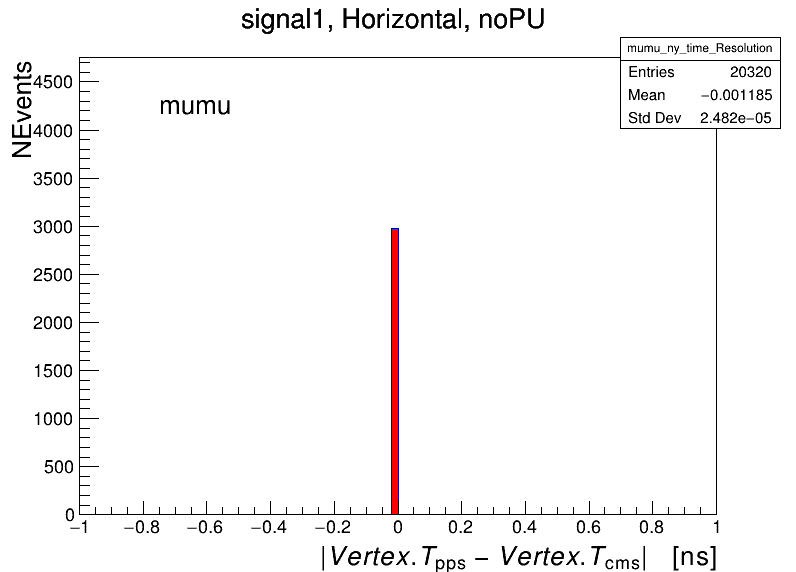 signal1, Horizontal, noPU
mumu_ny_time_Resolution
Entries 20320
Mean −0.001185
Std Dev 2.482e−05
NEvents
mumu
4500
4000
3500
3000
2500
2000
1500
1000
500
0
−1 −0.8 −0.6 −0.4 −0.2 0 0.2 0.4 0.6 0.8 1
|Vertex.Tpps − Vertex.Tcms| [ns]